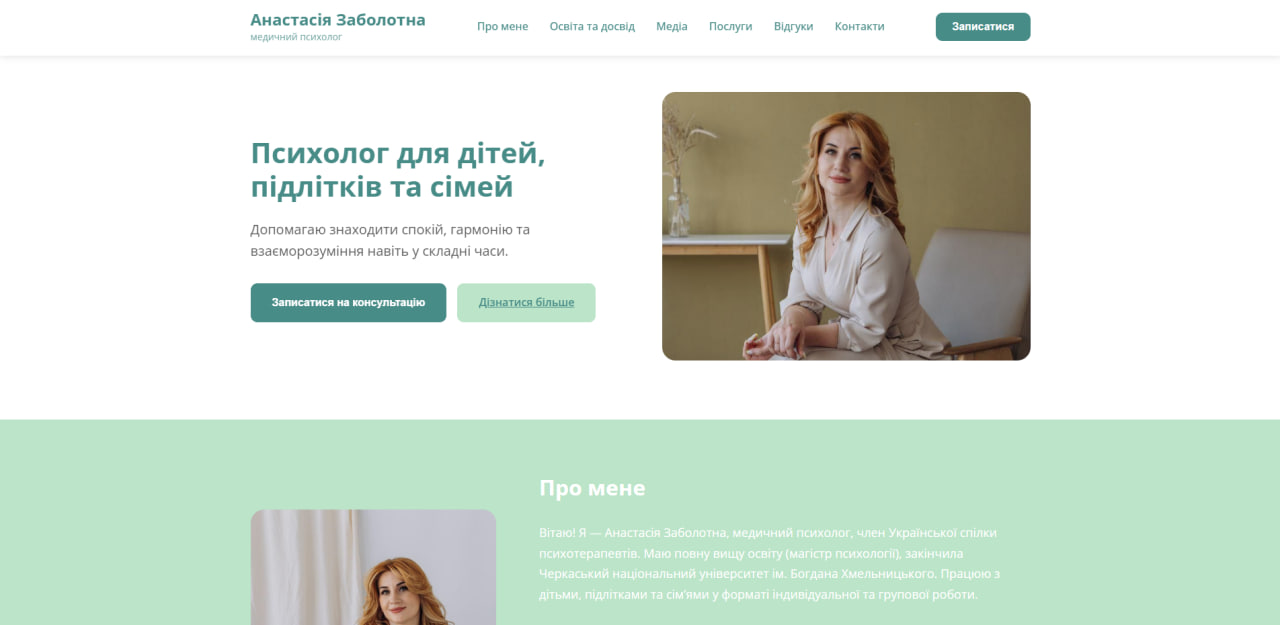 Анастасія Заболотна
медичний психолог
Про мене
Освіта та досвід
Медіа
Послуги
Відгуки
Контакти
Записатися
Психолог для дітей,
підлітків та сімей
Допомагаю знаходити спокій, гармонію та
взаєморозуміння навіть у складні часи.
Записатися на консультацію
Дізнатися більше
Про мене
Вітаю! Я — Анастасія Заболотна, медичний психолог, член Української спілки
психотерапевтів. Маю повну вищу освіту (магістр психології), закінчила
Черкаський національний університет ім. Богдана Хмельницького. Працюю з
дітьми, підлітками та сім'ями у форматі індивідуальної та групової роботи.